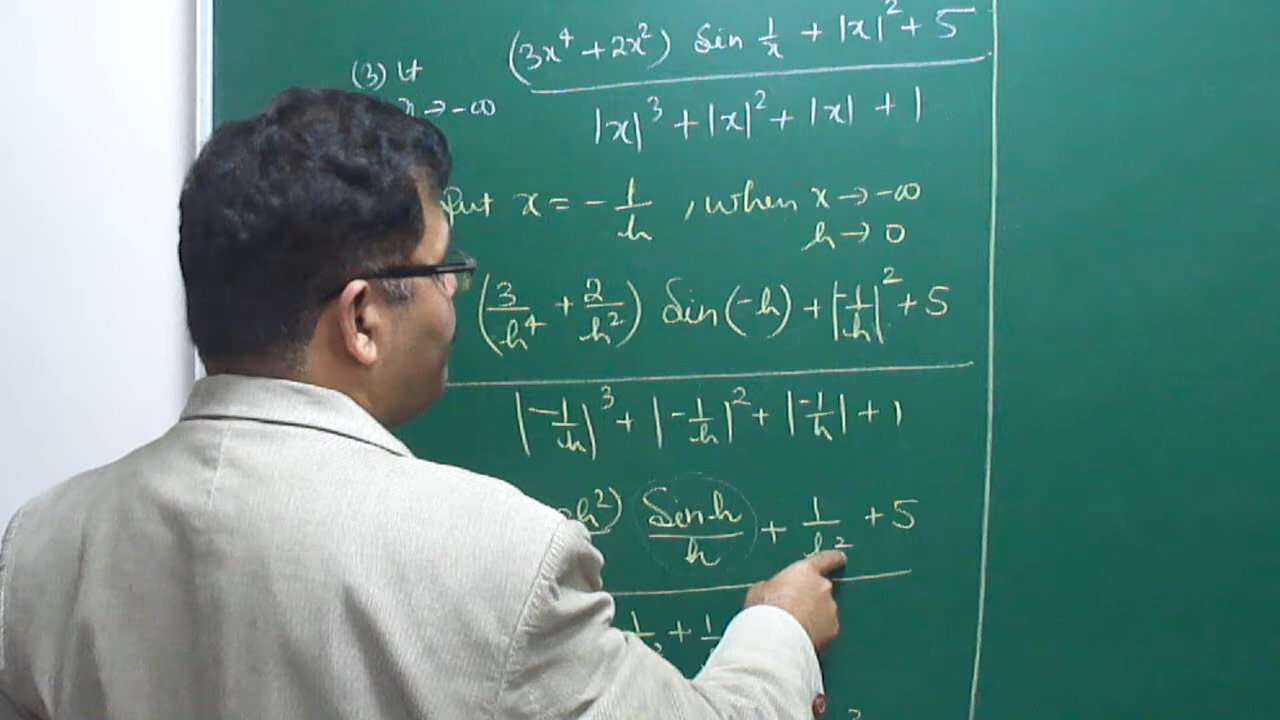 (3) lt (3x⁴ + 2x²) Sin 1/x + |x|² + 5
x → -∞ |x|³ + |x|² + |x| + 1
Put x = - 1/h , when x → -∞
h → 0
(3/h⁴ + 2/h²) Sin(-h) + |-1/h|² + 5
|-1/h|³ + |-1/h|² + |-1/h| + 1
h²) Sin h/h + 1/h² + 5